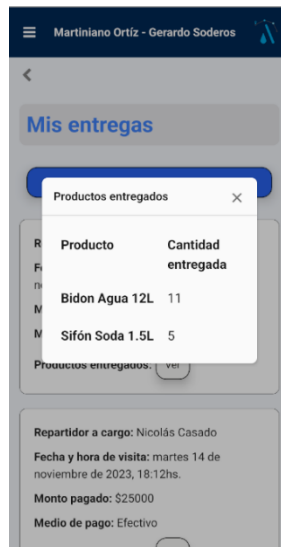 Martiniano Ortíz - Gerardo Soderos
Mis entregas
Productos entregados
Producto Cantidad
entregada
Bidon Agua 12L 11
Sifón Soda 1.5L 5
Productos entregados: Ver
Repartidor a cargo: Nicolás Casado
Fecha y hora de visita: martes 14 de
noviembre de 2023, 18:12hs.
Monto pagado: $25000
Medio de pago: Efectivo